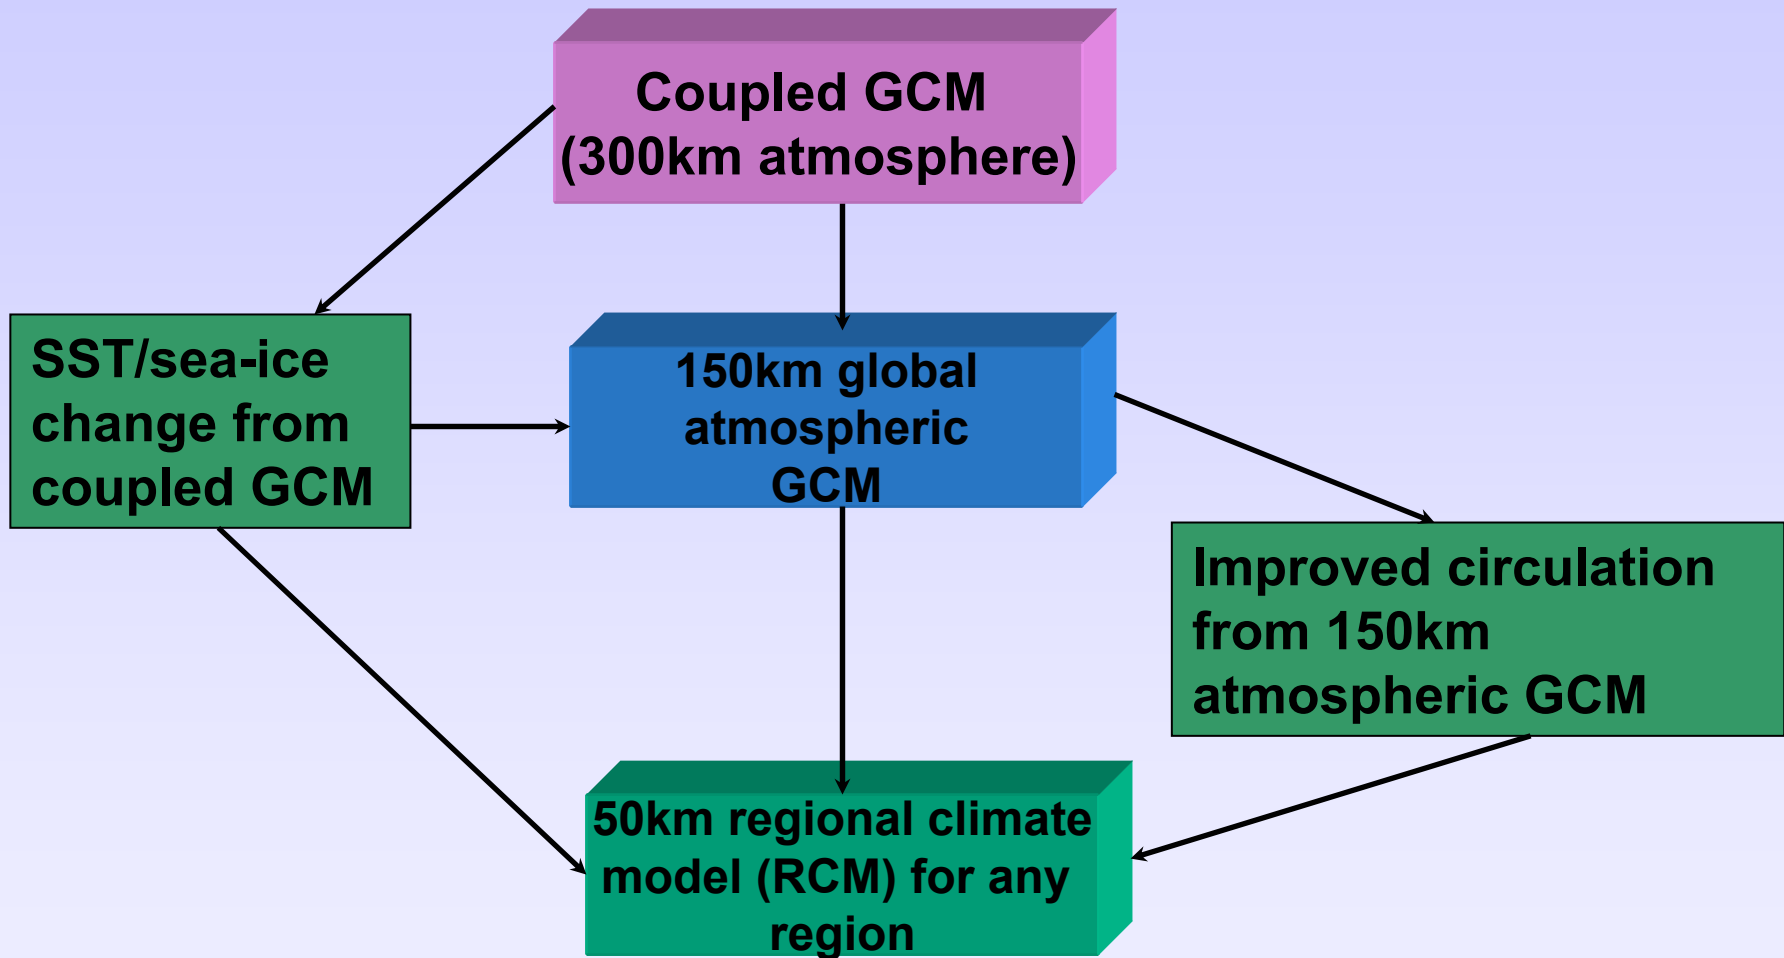 Coupled GCM
(300km atmosphere)
SST/sea-ice
change from
coupled GCM
150km global
atmospheric
GCM
Improved circulation
from 150km
atmospheric GCM
50km regional climate
model (RCM) for any
region